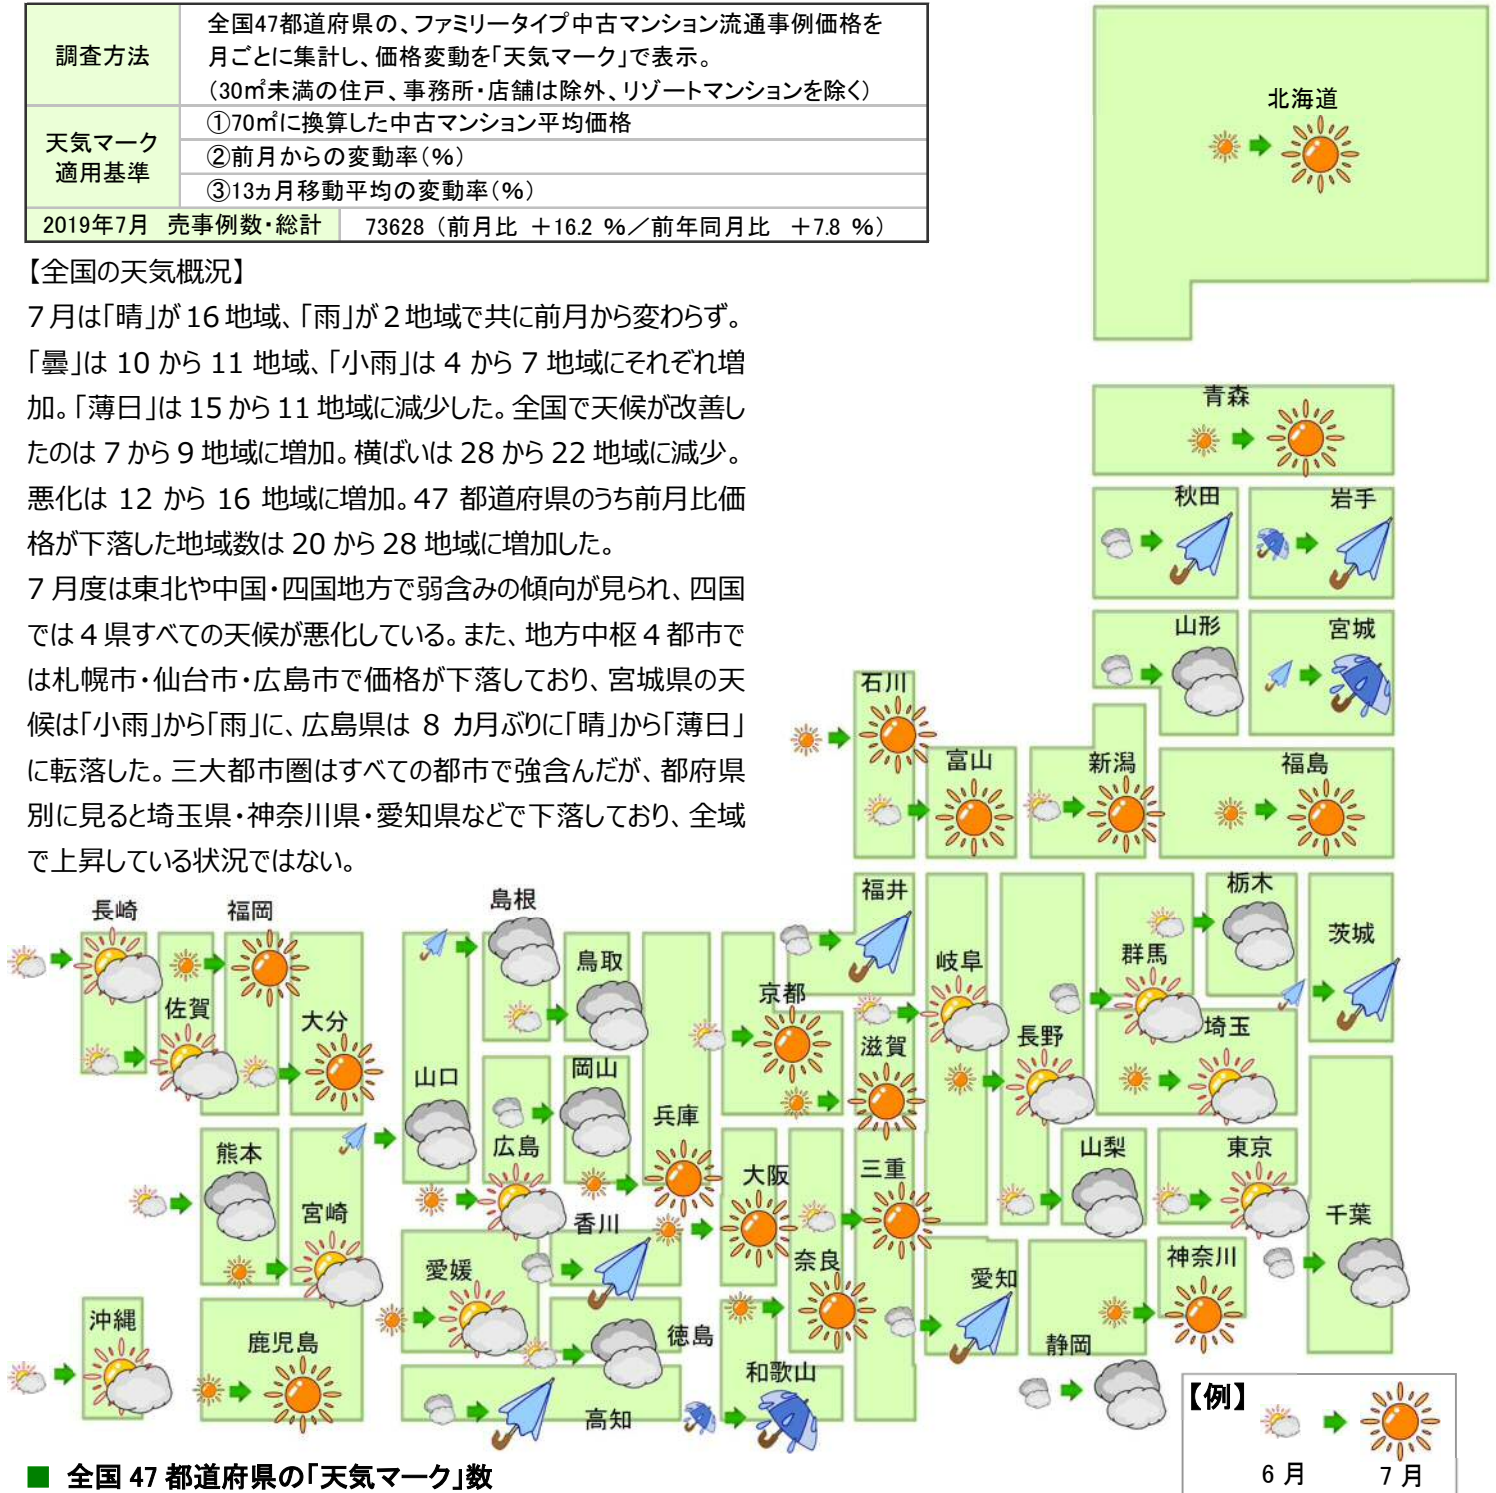 調査方法
全国47都道府県の、ファミリータイプ中古マンション流通事例価格を
月ごとに集計し、価格変動を「天気マーク」で表示。
（30㎡未満の住戸、事務所・店舗は除外、リゾートマンションを除く）
天気マーク
適用基準
①70㎡に換算した中古マンション平均価格
②前月からの変動率（％）
③13ヵ月移動平均の変動率（％）
2019年7月 売事例数・総計 73628（前月比 ＋16.2 ％／前年同月比 ＋7.8 ％）
【全国の天気概況】
7月は「晴」が16地域、「雨」が2地域で共に前月から変わらず。
「曇」は 10 から 11 地域、「小雨」は 4 から 7 地域にそれぞれ増
加。「薄日」は 15 から 11 地域に減少した。全国で天候が改善し
たのは 7 から 9 地域に増加。横ばいは 28 から 22 地域に減少。
悪化は 12 から 16 地域に増加。47 都道府県のうち前月比価
格が下落した地域数は 20 から 28 地域に増加した。
7月度は東北や中国・四国地方で弱含みの傾向が見られ、四国
では4県すべての天候が悪化している。また、地方中枢4都市で
は札幌市・仙台市・広島市で価格が下落しており、宮城県の天
候は「小雨」から「雨」に、広島県は 8 カ月ぶりに「晴」から「薄日」
に転落した。三大都市圏はすべての都市で強含んだが、都府県
別に見ると埼玉県・神奈川県・愛知県などで下落しており、全域
で上昇している状況ではない。
北海道
青森
秋田
岩手
山形
宮城
石川
富山
新潟
福島
長崎
福岡
島根
福井
栃木
茨城
鳥取
岐阜
群馬
京都
佐賀
大分
滋賀
長野
埼玉
山口
岡山
兵庫
熊本
広島
大阪
三重
山梨
東京
宮崎
香川
千葉
愛媛
奈良
愛知
神奈川
沖縄
鹿児島
徳島
静岡
和歌山
高知
【例】
6月
7月
■ 全国 47 都道府県の「天気マーク」数